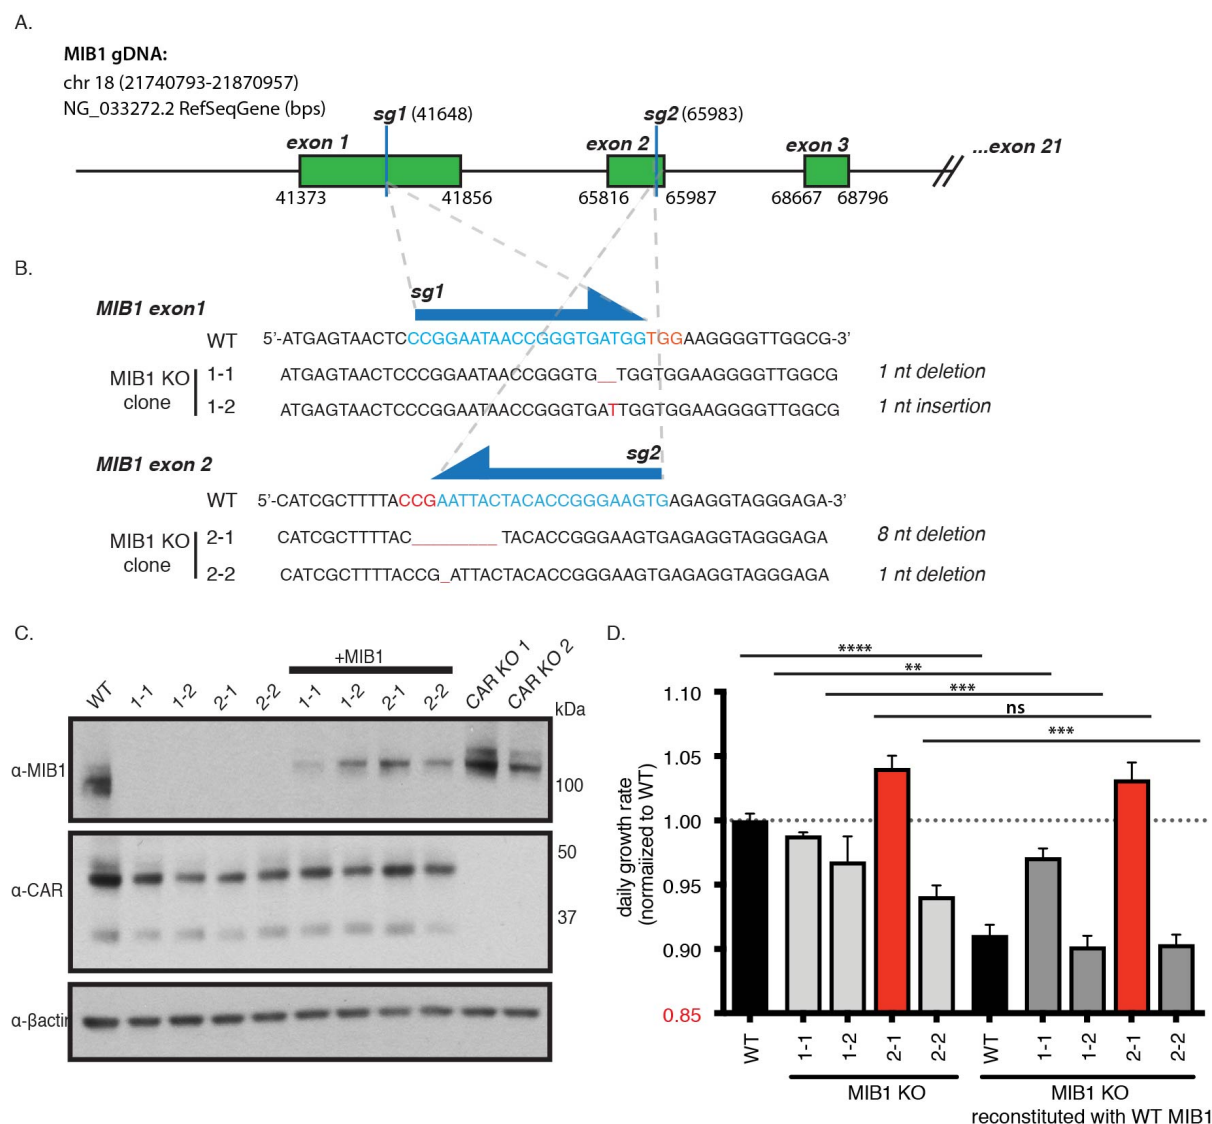 A.
MIB1 gDNA:
chr 18 (21740793-21870957)
NG_033272.2 RefSeqGene (bps)
sg1 (41648)
sg2 (65983)
exon 1
exon 2
exon 3
...exon 21
41373
41856
65816
65987
68667
68796
B.
sg1
MIB1 exon1
WT 5'-ATGAGTAACTCCCGGAATAACCGGGTGATGGTGGAAGGGGTTGGCG-3'
MIB1 KO clone
1-1 ATGAGTAACTCCCGGAATAACCGGGTG__TGGTGGAAGGGGTTGGCG 1 nt deletion
1-2 ATGAGTAACTCCCGGAATAACCGGGTGATTGGTGGAAGGGGTTGGCG 1 nt insertion
sg2
MIB1 exon 2
WT 5'-CATCGCTTTTACCGAATTACTACACCGGGAAGTGAGAGGTAGGGAGA-3'
MIB1 KO clone
2-1 CATCGCTTTTAC_________ TACACCGGGAAGTGAGAGGTAGGGAGA 8 nt deletion
2-2 CATCGCTTTTACCG_ATTACTACACCGGGAAGTGAGAGGTAGGGAGA 1 nt deletion
C.
+MIB1
WT 1-1 1-2 2-1 2-2 1-1 1-2 2-1 2-2 CAR KO 1 CAR KO 2
kDa
α-MIB1
100
α-CAR
50
37
α-βactin
D.
****
**
***
ns
***
daily growth rate
(normalized to WT)
1.10
1.05
1.00
0.95
0.90
0.85
WT 1-1 1-2 2-1 2-2 WT 1-1 1-2 2-1 2-2
MIB1 KO
MIB1 KO
reconstituted with WT MIB1